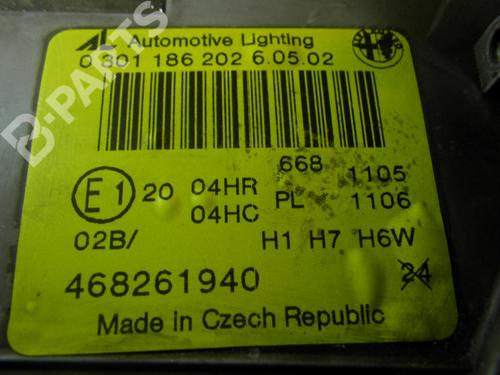 AL Automotive Lighting
0 301 186 202 6.05.02
668 1105
E1 20 04HR PL 1106
04HC
02B/ H1 H7 H6W
468261940 24
Made in Czech Republic
B-PARTS